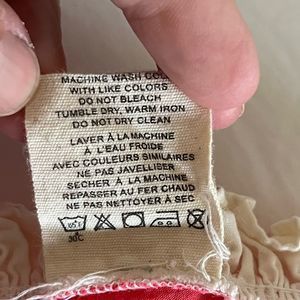 MACHINE WASH COLD
WITH LIKE COLORS
DO NOT BLEACH
TUMBLE DRY, WARM IRON
DO NOT DRY CLEAN
LAVER À LA MACHINE
À L'EAU FROIDE
AVEC COULEURS SIMILAIRES
NE PAS JAVELLISER
SECHER À LA MACHINE
REPASSER AU FER CHAUD
NE PAS NETTOYER À SEC
30°C